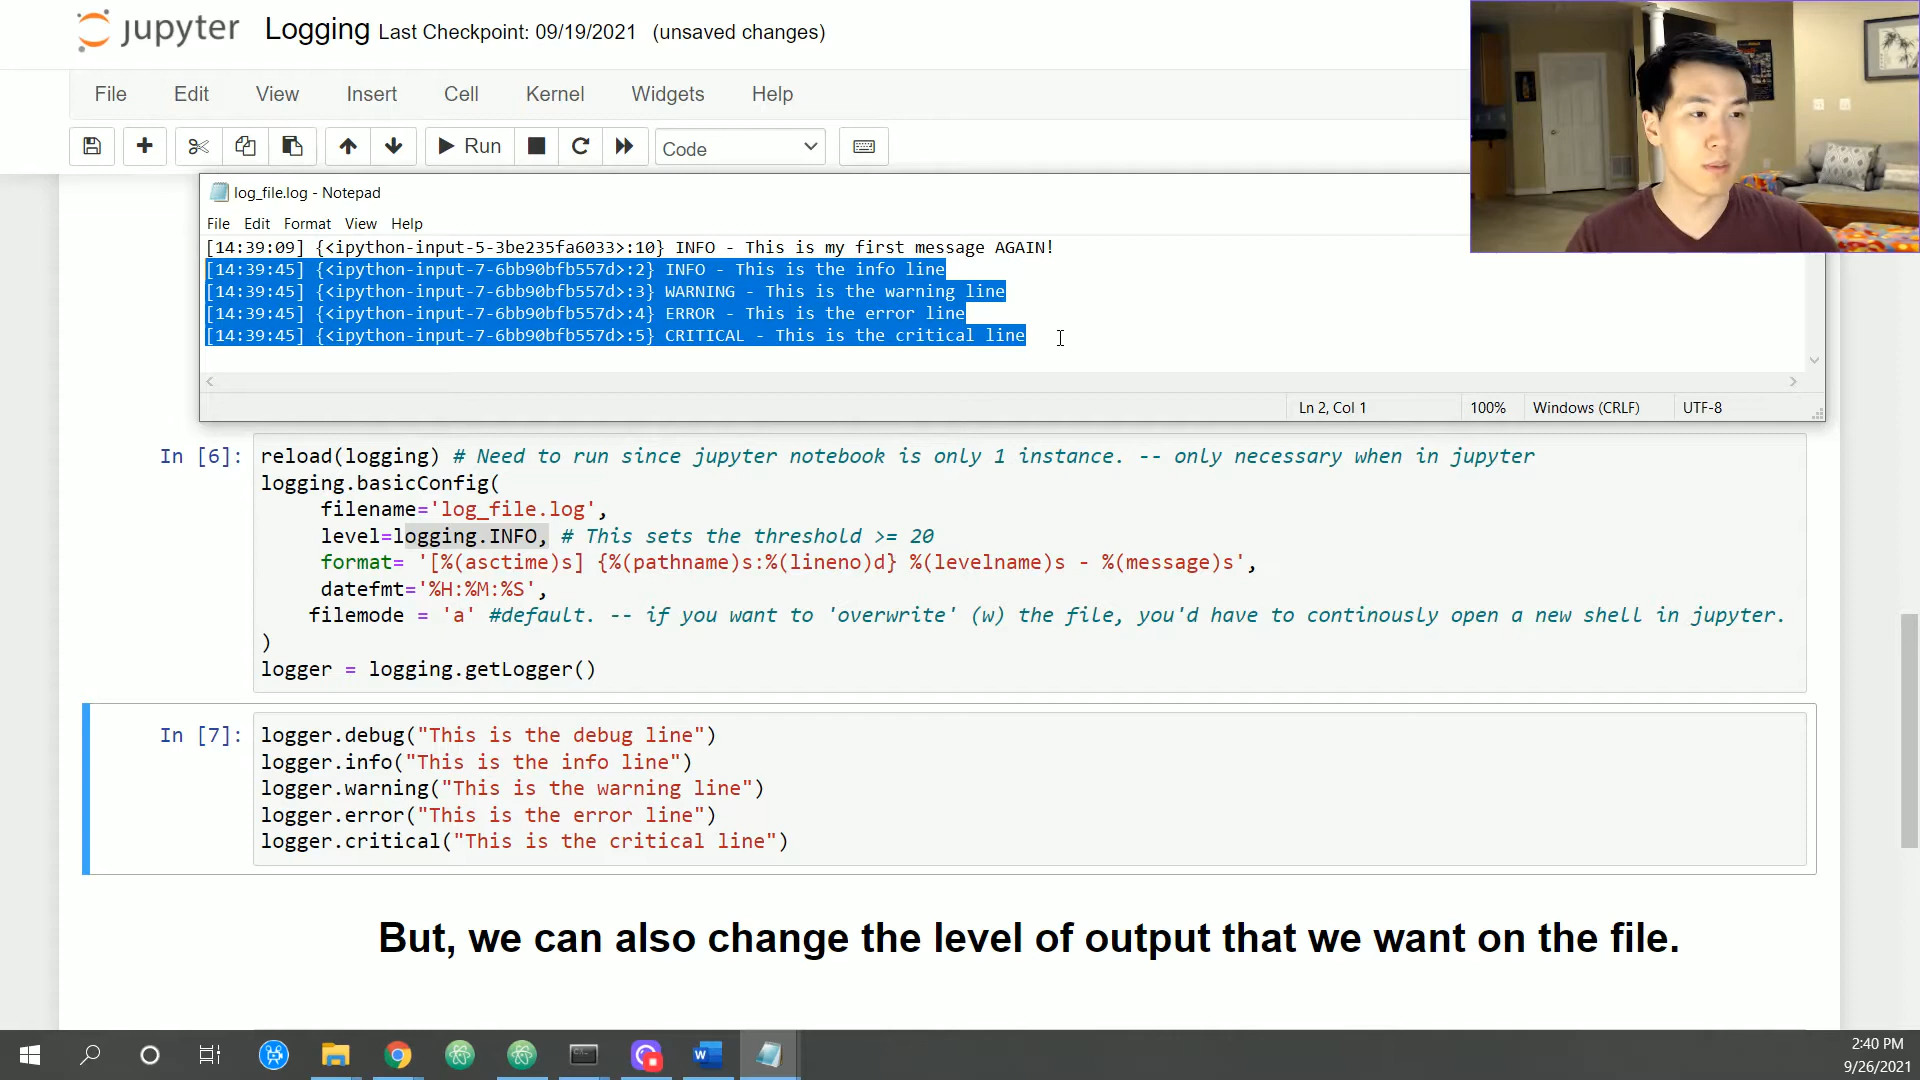 jupyter Logging Last Checkpoint: 09/19/2021 (unsaved changes)
File Edit View Insert Cell Kernel Widgets Help
Run Code
log_file.log - Notepad
File Edit Format View Help
[14:39:09] {<ipython-input-5-3be235fa6033>:10} INFO - This is my first message AGAIN!
[14:39:45] {<ipython-input-7-6bb90bfb557d>:2} INFO - This is the info line
[14:39:45] {<ipython-input-7-6bb90bfb557d>:3} WARNING - This is the warning line
[14:39:45] {<ipython-input-7-6bb90bfb557d>:4} ERROR - This is the error line
[14:39:45] {<ipython-input-7-6bb90bfb557d>:5} CRITICAL - This is the critical line
Ln 2, Col 1 100% Windows (CRLF) UTF-8
In [6]: reload(logging) # Need to run since jupyter notebook is only 1 instance. -- only necessary when in jupyter
logging.basicConfig(
filename='log_file.log',
level=logging.INFO, # This sets the threshold >= 20
format= '[%(asctime)s] {%(pathname)s:%(lineno)d} %(levelname)s - %(message)s',
datefmt='%H:%M:%S',
filemode = 'a' #default. -- if you want to 'overwrite' (w) the file, you'd have to continously open a new shell in jupyter.
)
logger = logging.getLogger()
In [7]: logger.debug("This is the debug line")
logger.info("This is the info line")
logger.warning("This is the warning line")
logger.error("This is the error line")
logger.critical("This is the critical line")
But, we can also change the level of output that we want on the file.
2:40 PM
9/26/2021